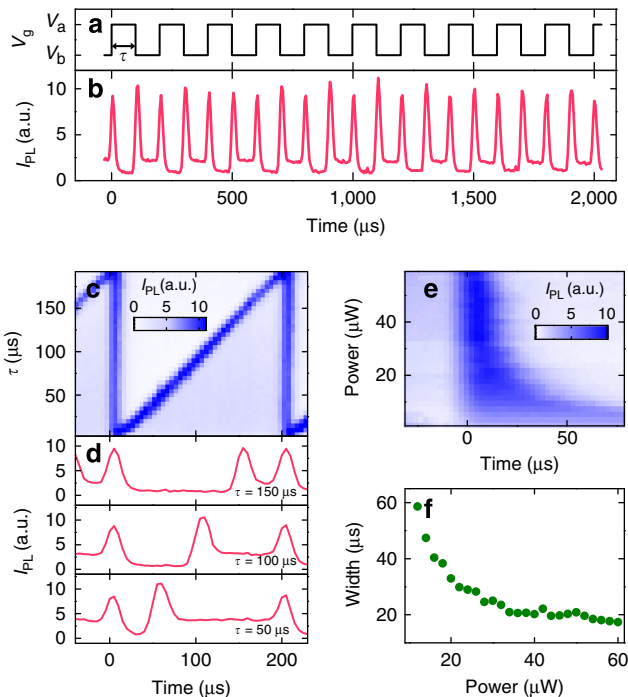 a
V_g
V_a
V_b
τ
b
I_PL (a.u.)
10
5
0
0
500
1,000
1,500
2,000
Time (μs)
c
I_PL(a.u.)
0 5 10
τ (μs)
150
100
50
d
I_PL (a.u.)
10
5
0
τ = 150 μs
10
5
0
τ = 100 μs
10
5
0
τ = 50 μs
0
100
200
Time (μs)
e
I_PL (a.u.)
0 5 10
Power (μW)
40
20
0
50
Time (μs)
f
Width (μs)
60
40
20
20
40
60
Power (μW)